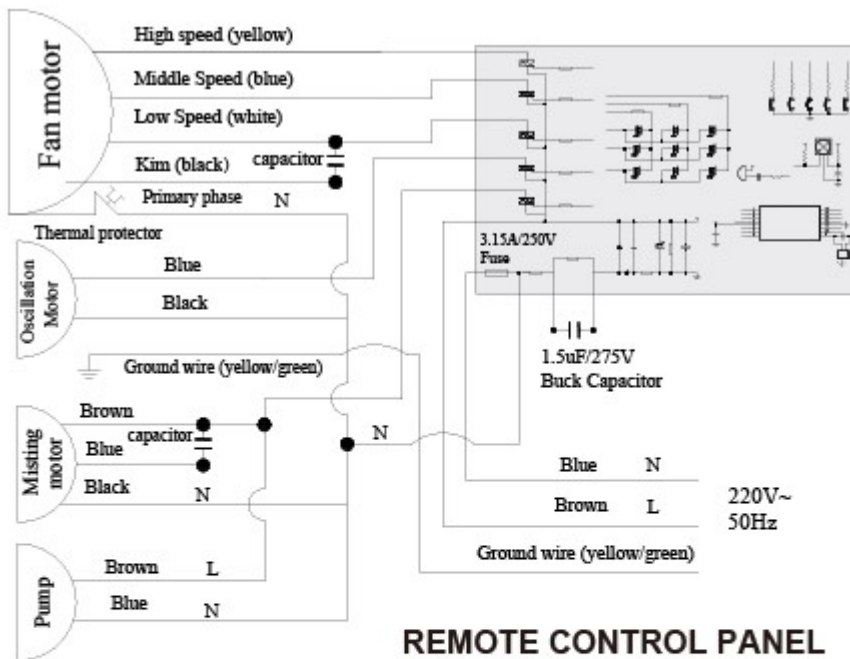 High speed (yellow)
Middle Speed (blue)
Low Speed (white)
Fan motor
capacitor
Kim (black)
Primary phase N
Thermal protector
3.15A/250V
Fuse
Blue
Oscillation
Motor
Black
1.5uF/275V
Buck Capacitor
Ground wire (yellow/green)
Brown
capacitor
Blue
N
Misting
motor
Black N
Blue N
Brown L
220V~
50Hz
Ground wire (yellow/green)
Pump
Brown L
Blue N
REMOTE CONTROL PANEL